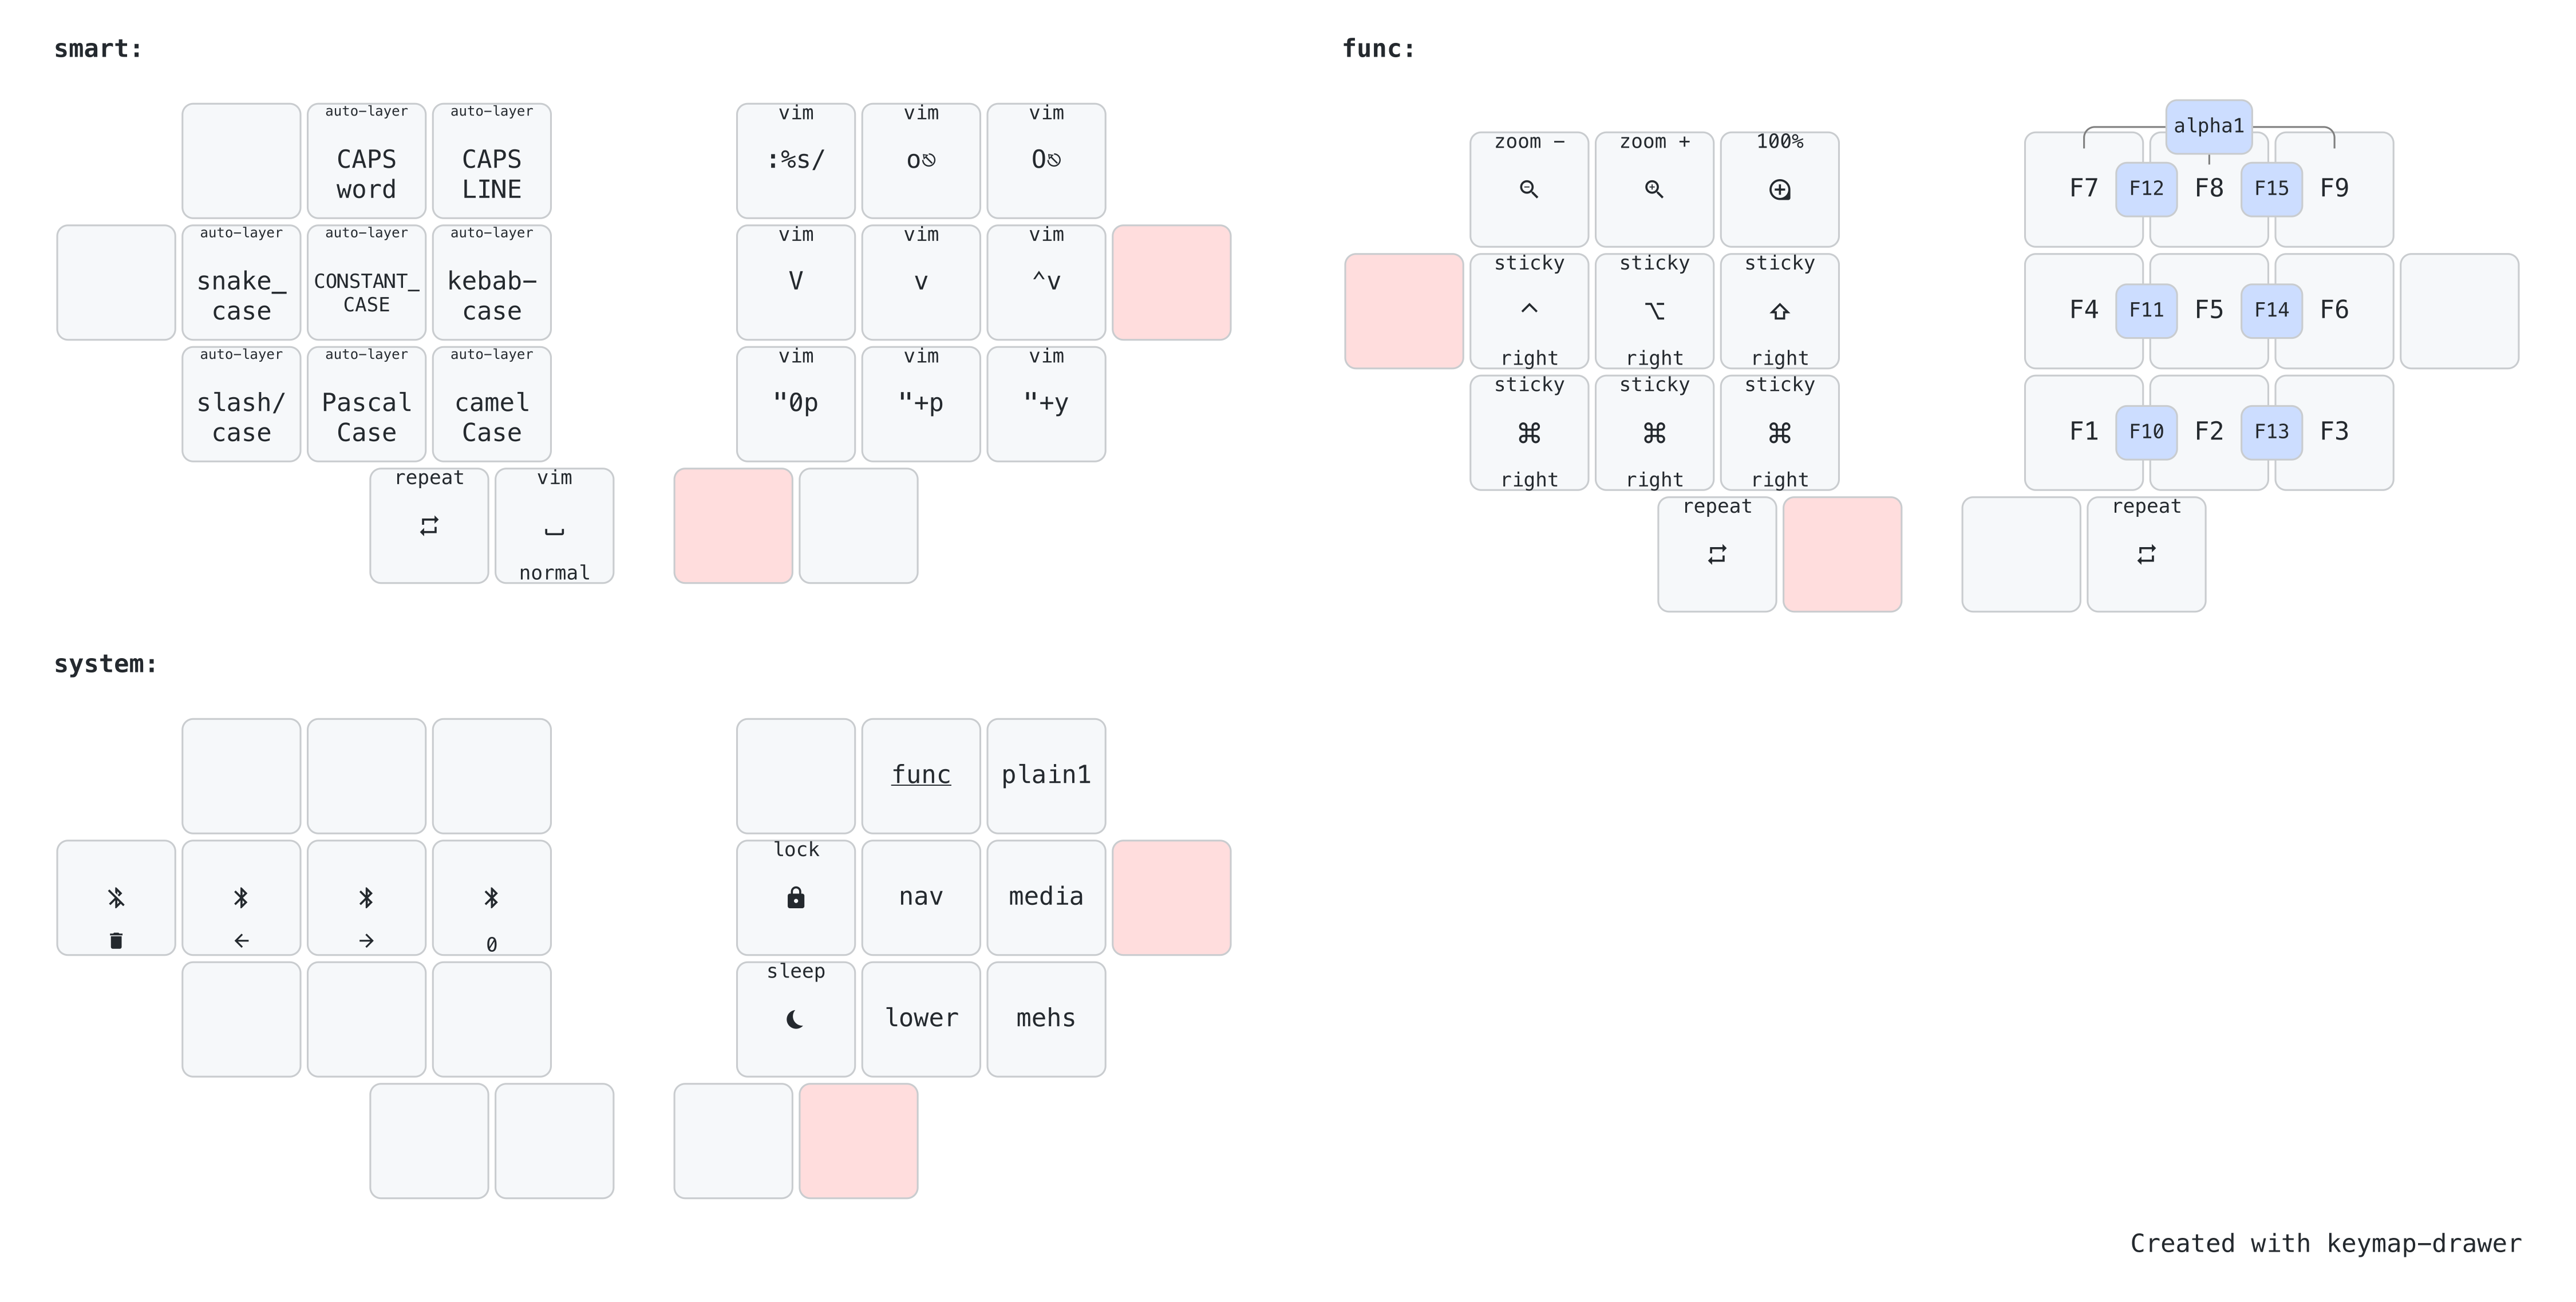 smart:
func:
auto-layer auto-layer vim vim vim
CAPS CAPS :%s/ o⎋ O⎋
word LINE
auto-layer auto-layer auto-layer vim vim vim
snake_ CONSTANT_ kebab- V v ^v
case CASE case
auto-layer auto-layer auto-layer vim vim vim
slash/ Pascal camel "0p "+p "+y
case Case Case
repeat vim
␣
normal
alpha1
zoom - zoom + 100%
F7 F12 F8 F15 F9
sticky sticky sticky
^ ⌥ ⇧ F4 F11 F5 F14 F6
right right right
sticky sticky sticky
⌘ ⌘ ⌘ F1 F10 F2 F13 F3
right right right
repeat repeat
system:
func plain1
lock
nav media
← → 0
sleep
lower mehs
Created with keymap-drawer